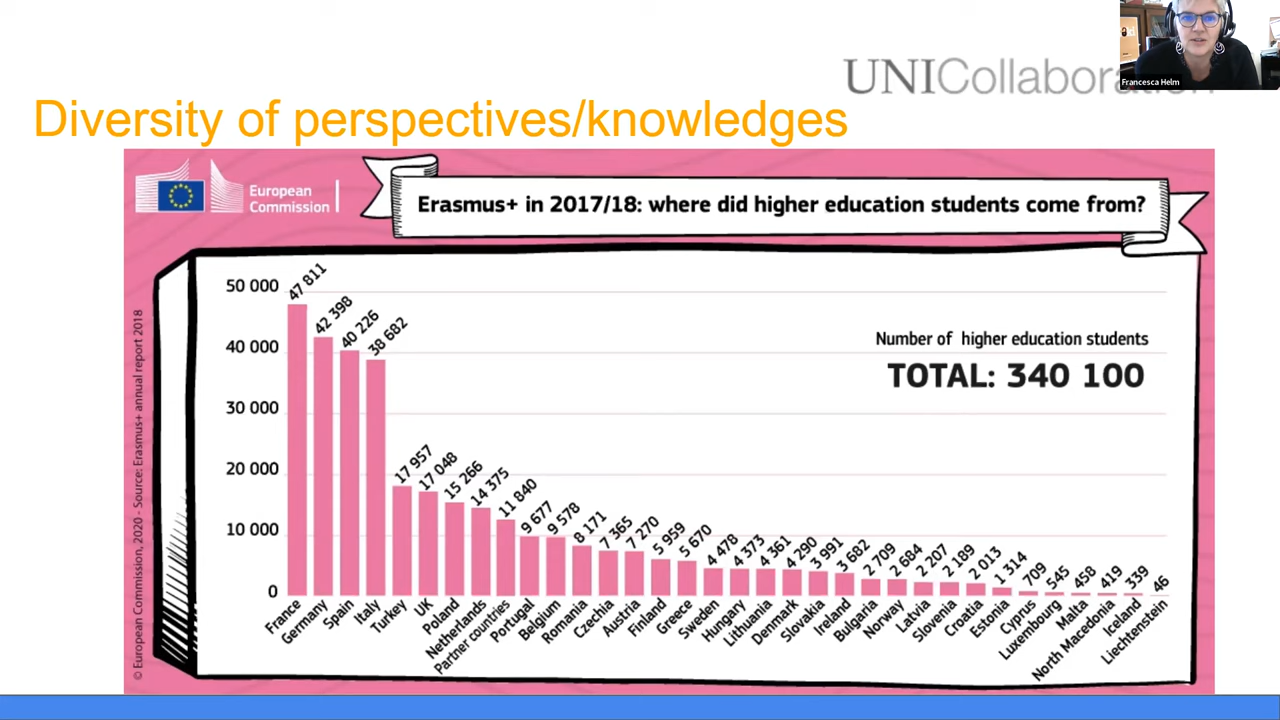 UNICollaboration
Francesca Helm
Diversity of perspectives/knowledges
European
Commission
Erasmus+ in 2017/18: where did higher education students come from?
© European Commission, 2020 - Source: Erasmus+ annual report 2018
Number of higher education students
TOTAL: 340 100
50 000
40 000
30 000
20 000
10 000
0
47 811
42 398
40 226
38 682
17 957
17 048
15 266
14 375
11 840
9 677
9 578
8 171
7 365
7 270
5 959
5 670
4 478
4 373
4 361
4 290
3 991
3 682
2 709
2 684
2 207
2 189
2 013
1 314
709
545
458
419
339
46
France
Germany
Spain
Italy
Turkey
UK
Poland
Netherlands
Partner countries
Portugal
Belgium
Romania
Czechia
Austria
Finland
Greece
Sweden
Hungary
Lithuania
Denmark
Slovakia
Ireland
Bulgaria
Norway
Latvia
Slovenia
Croatia
Estonia
Cyprus
Luxembourg
Malta
North Macedonia
Iceland
Liechtenstein